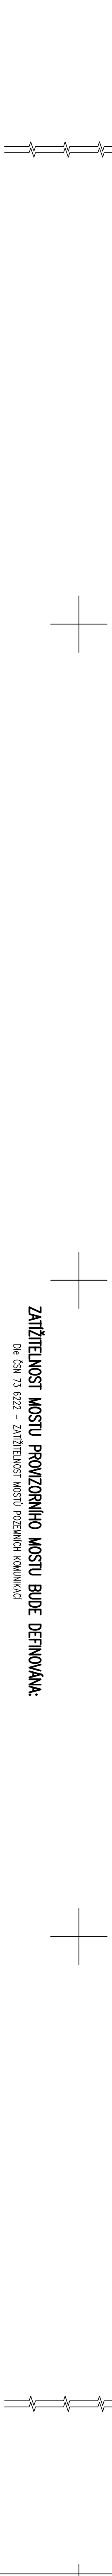 ZATÍŽITELNOST MOSTU PROVIZORNÍHO MOSTU BUDE DEFINOVÁNA:
Dle ČSN 73 6222 – ZATÍŽITELNOST MOSTŮ POZEMNÍCH KOMUNIKACÍ